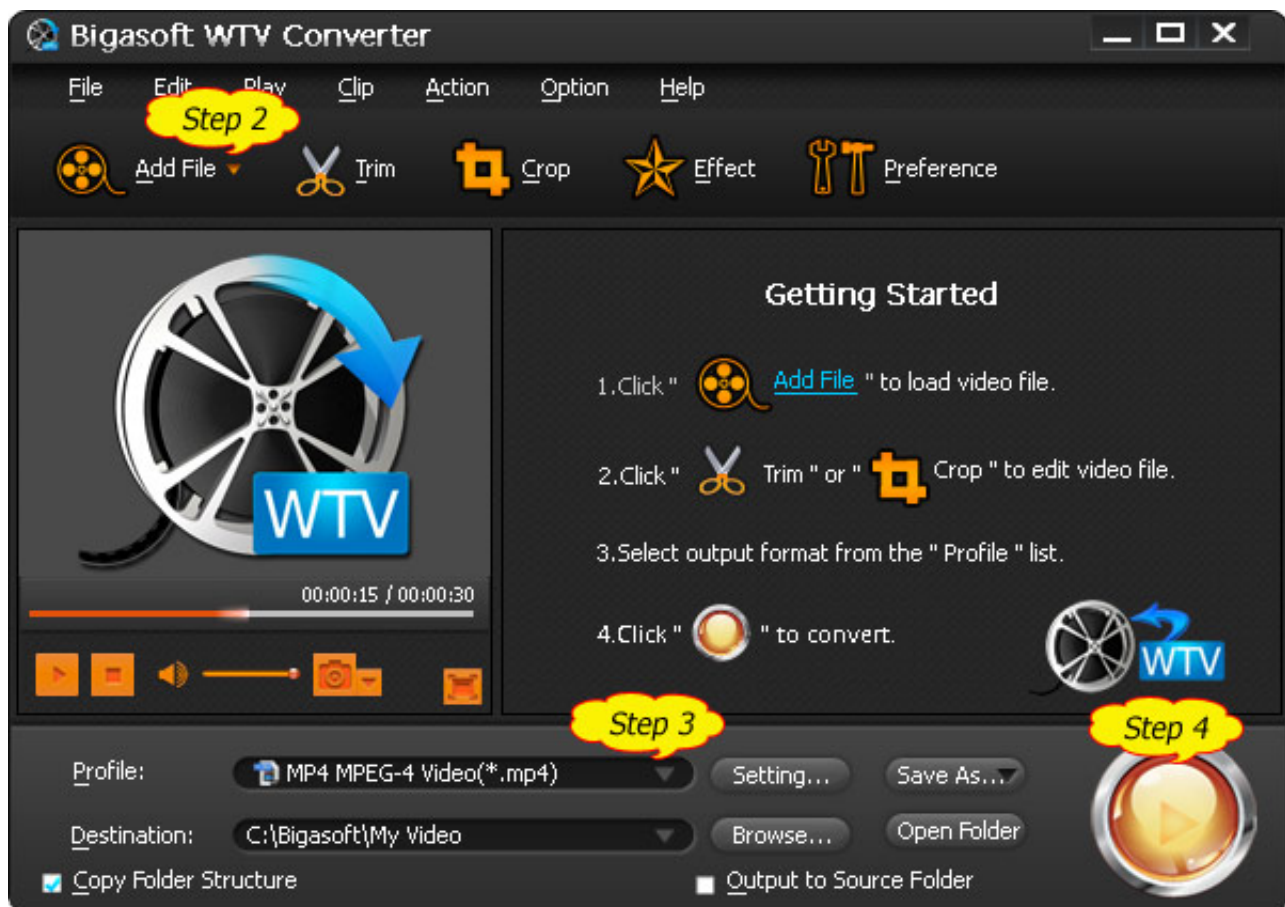 Bigasoft WTV Converter
File Edit Play Clip Action Option Help
Step 2
Add File Trim Crop Effect Preference
Getting Started
1.Click " Add File " to load video file.
2.Click " Trim " or " Crop " to edit video file.
3.Select output format from the " Profile " list.
4.Click " " to convert.
WTV
00:00:15 / 00:00:30
WTV
Step 3
Step 4
Profile: MP4 MPEG-4 Video(*.mp4) Setting... Save As...
Destination: C:\Bigasoft\My Video Browse... Open Folder
Copy Folder Structure Output to Source Folder